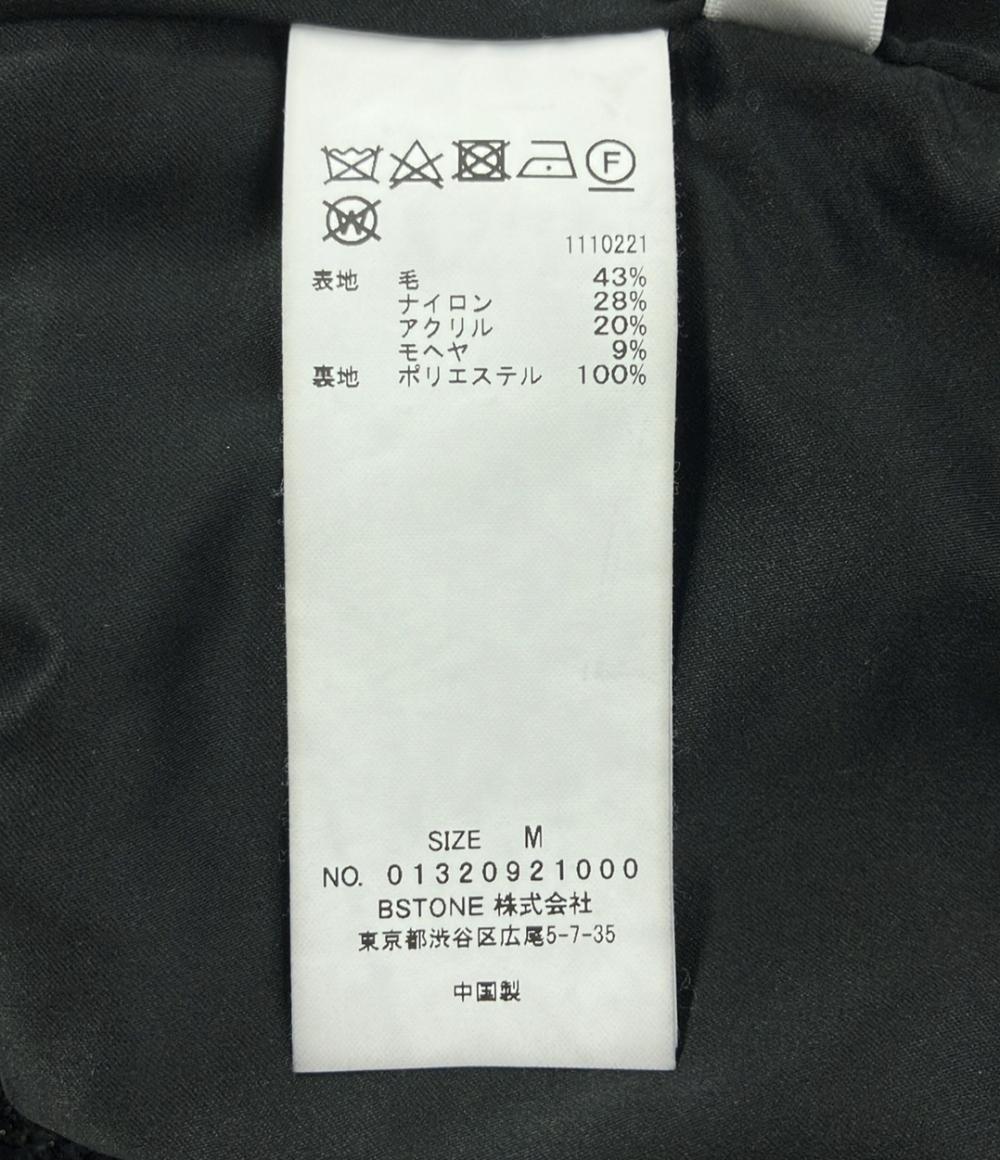 F
W
1110221
表地 毛 43%
ナイロン 28%
アクリル 20%
モヘヤ 9%
裏地 ポリエステル 100%
SIZE M
NO. 01320921000
BSTONE 株式会社
東京都渋谷区広尾5-7-35
中国製